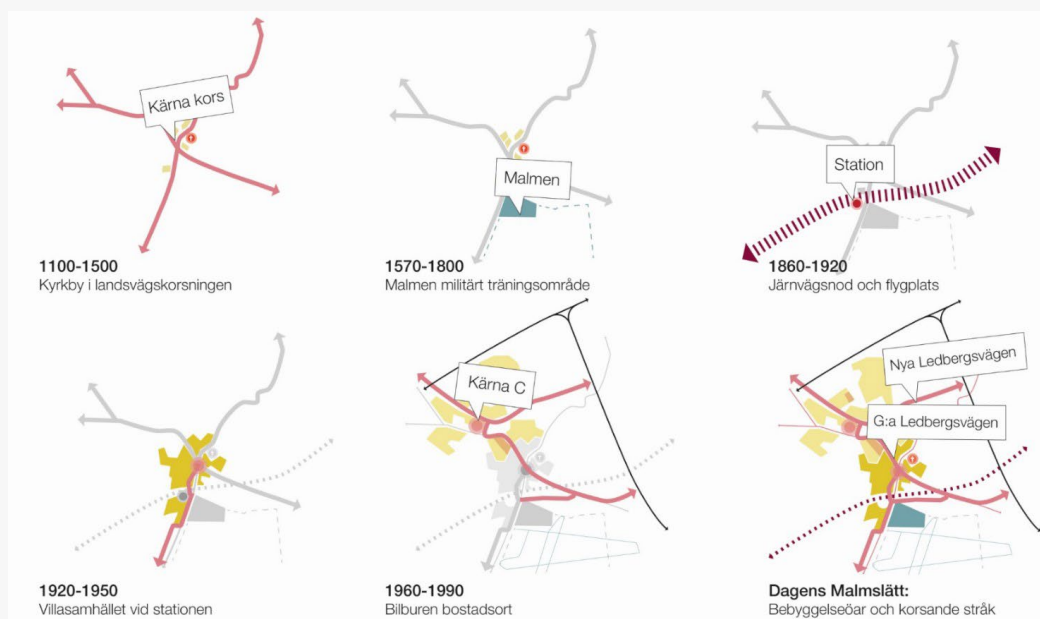 Kärna kors
1100-1500
Kyrkby i landsvägskorsningen
Malmen
1570-1800
Malmen militärt träningsområde
Station
1860-1920
Järnvägsnod och flygplats
1920-1950
Villasamhället vid stationen
Kärna C
1960-1990
Bilburen bostadsort
Nya Ledbergsvägen
G:a Ledbergsvägen
Dagens Malmslätt:
Bebyggelseöar och korsande stråk